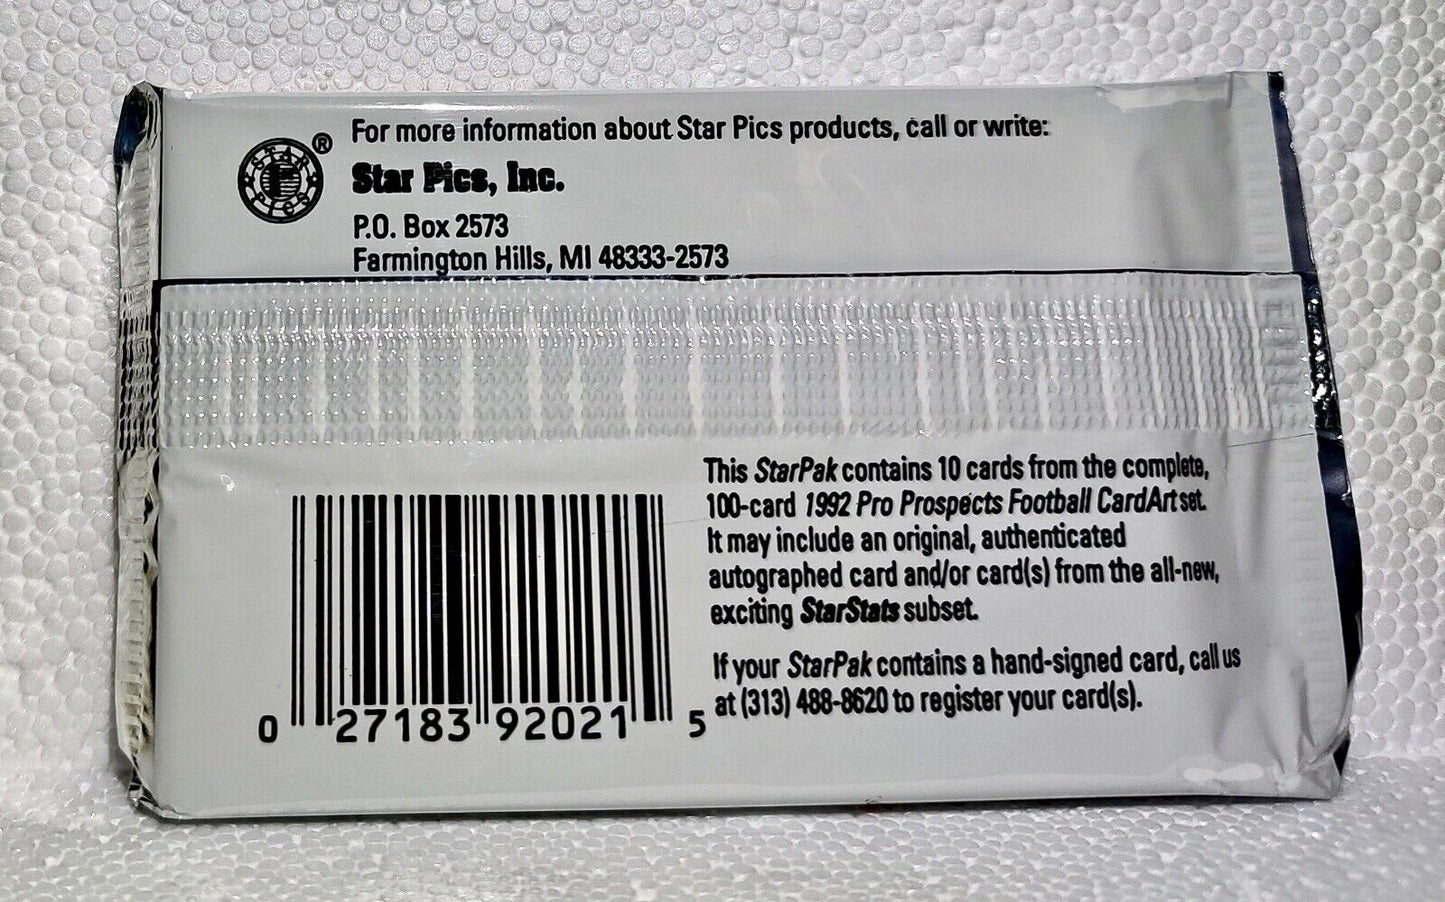 For more information about Star Pics products, call or write:
STAR PICS ®
Star Pics, Inc.
P.O. Box 2573
Farmington Hills, MI 48333-2573
This StarPak contains 10 cards from the complete,
100-card 1992 Pro Prospects Football CardArt set.
It may include an original, authenticated
autographed card and/or card(s) from the all-new,
exciting StarStats subset.
If your StarPak contains a hand-signed card, call us
at (313) 488-8620 to register your card(s).
0 27183 92021 5